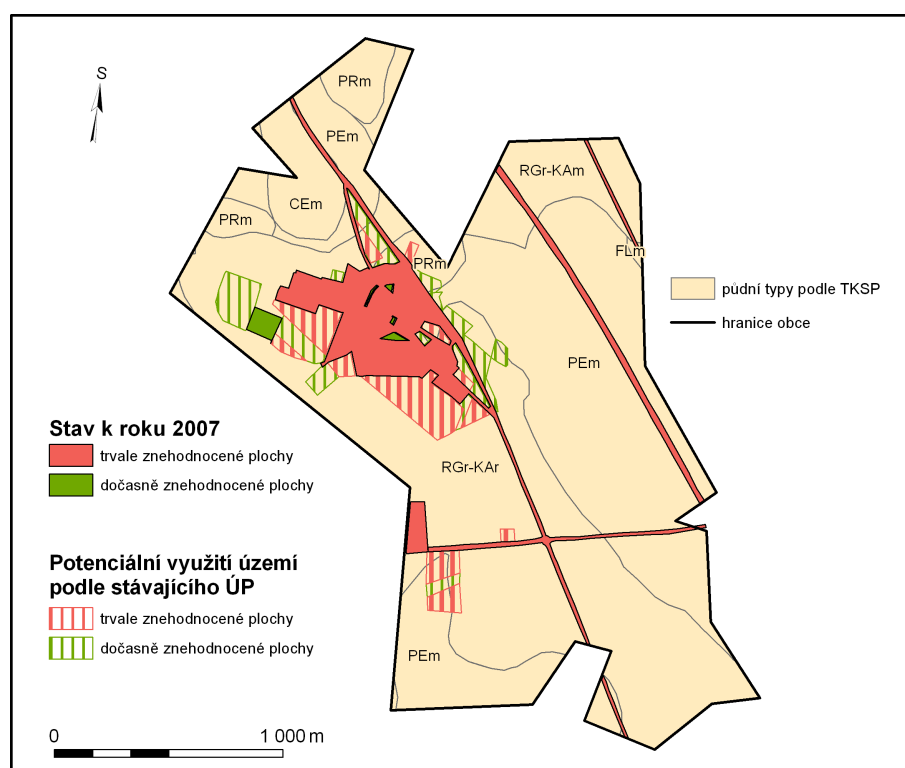 S
PRm
PEm
RGr-KAm
CEm
PRm
FLm
PRm
půdní typy podle TKSP
hranice obce
PEm
Stav k roku 2007
trvale znehodnocené plochy
RGr-KAr
dočasně znehodnocené plochy
Potenciální využití území
podle stávajícího ÚP
trvale znehodnocené plochy
dočasně znehodnocené plochy
PEm
0 1 000 m